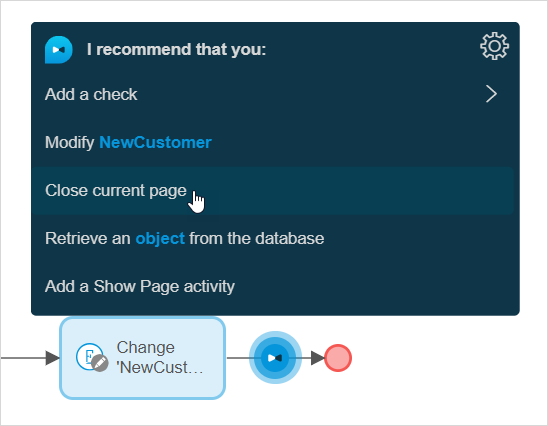 I recommend that you:
Add a check
Modify NewCustomer
Close current page
Retrieve an object from the database
Add a Show Page activity
Change
'NewCust...